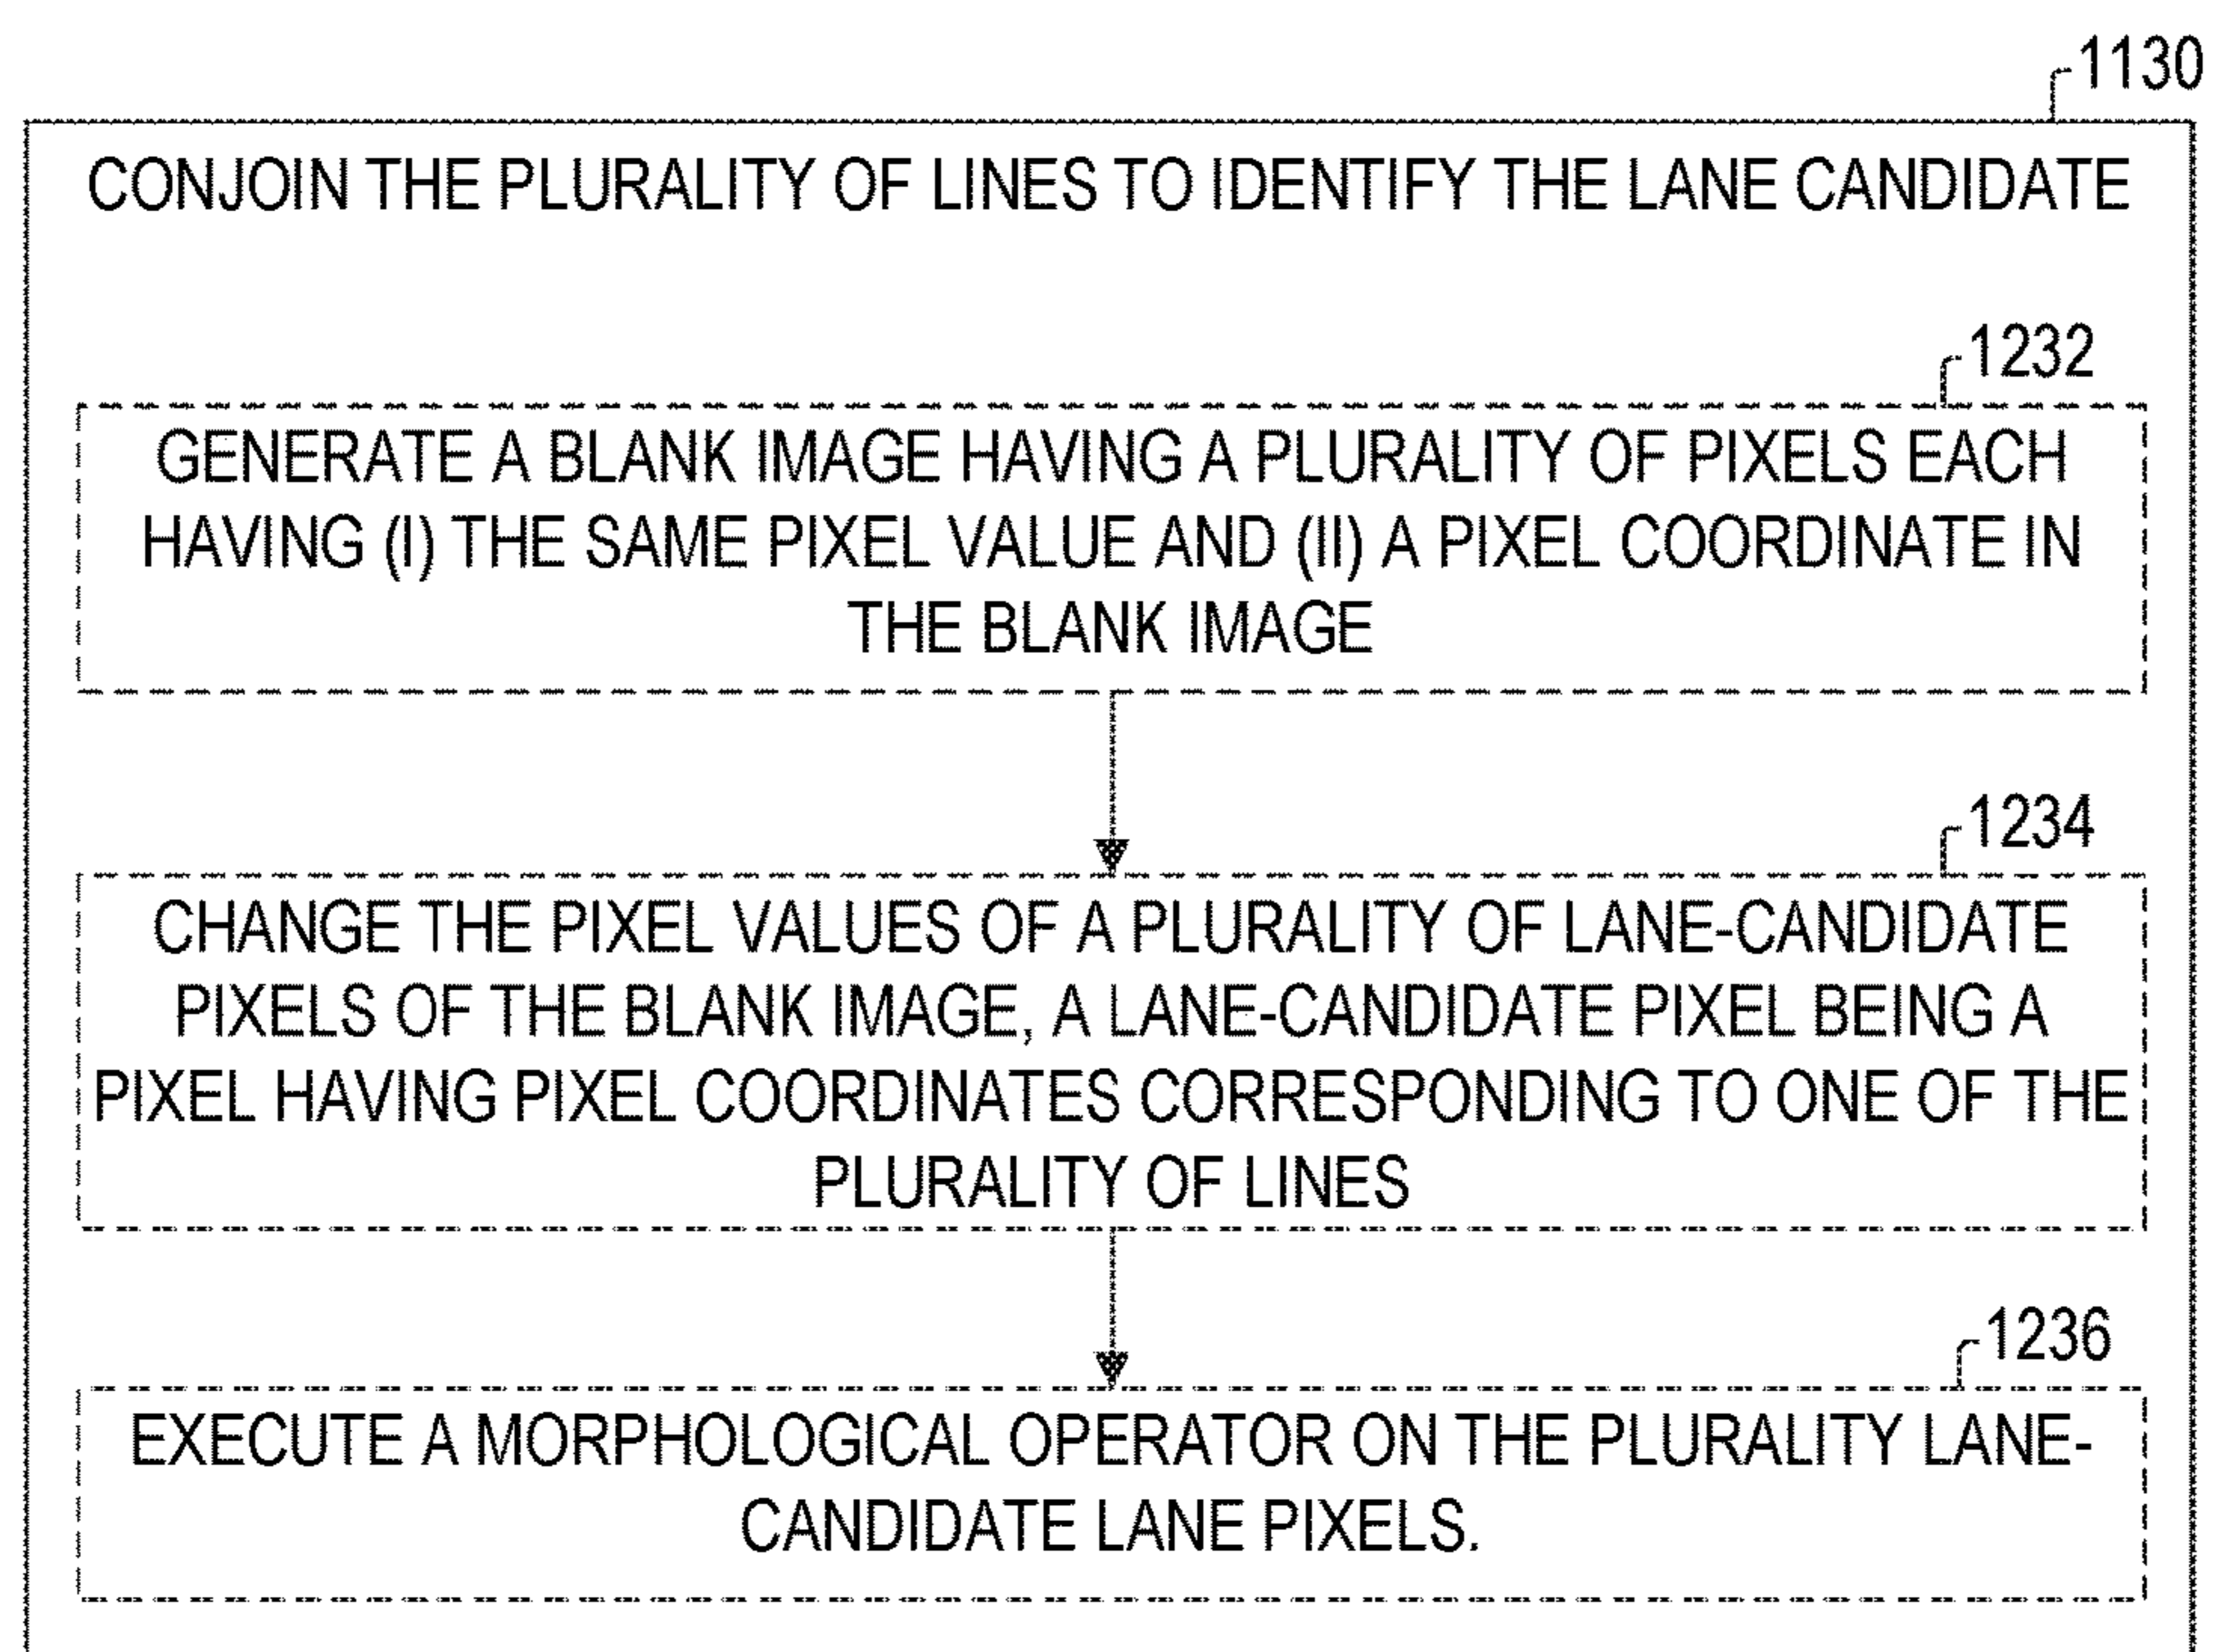 1130
CONJOIN THE PLURALITY OF LINES TO IDENTIFY THE LANE CANDIDATE
1232
GENERATE A BLANK IMAGE HAVING A PLURALITY OF PIXELS EACH
HAVING (I) THE SAME PIXEL VALUE AND (II) A PIXEL COORDINATE IN
THE BLANK IMAGE
1234
CHANGE THE PIXEL VALUES OF A PLURALITY OF LANE-CANDIDATE
PIXELS OF THE BLANK IMAGE, A LANE-CANDIDATE PIXEL BEING A
PIXEL HAVING PIXEL COORDINATES CORRESPONDING TO ONE OF THE
PLURALITY OF LINES
1236
EXECUTE A MORPHOLOGICAL OPERATOR ON THE PLURALITY LANE-
CANDIDATE LANE PIXELS.